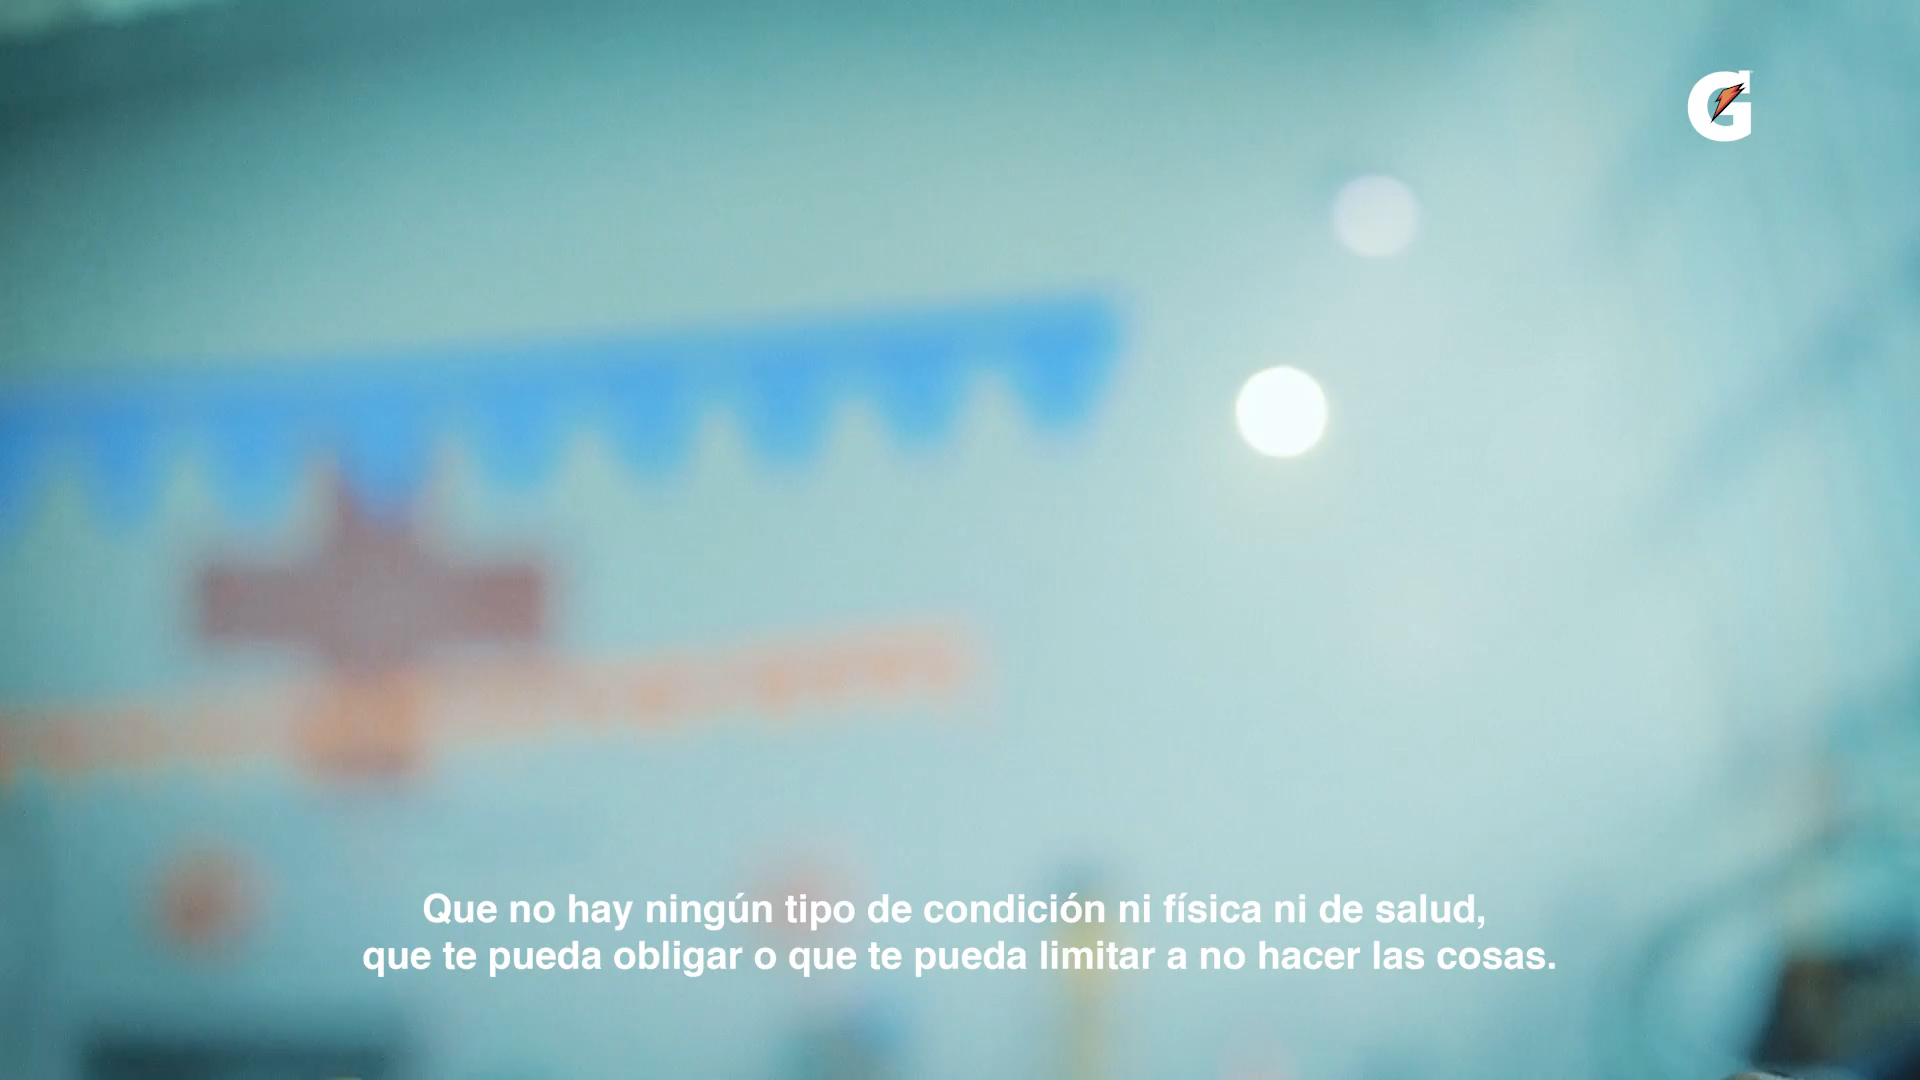 G
Que no hay ningún tipo de condición ni física ni de salud,
que te pueda obligar o que te pueda limitar a no hacer las cosas.